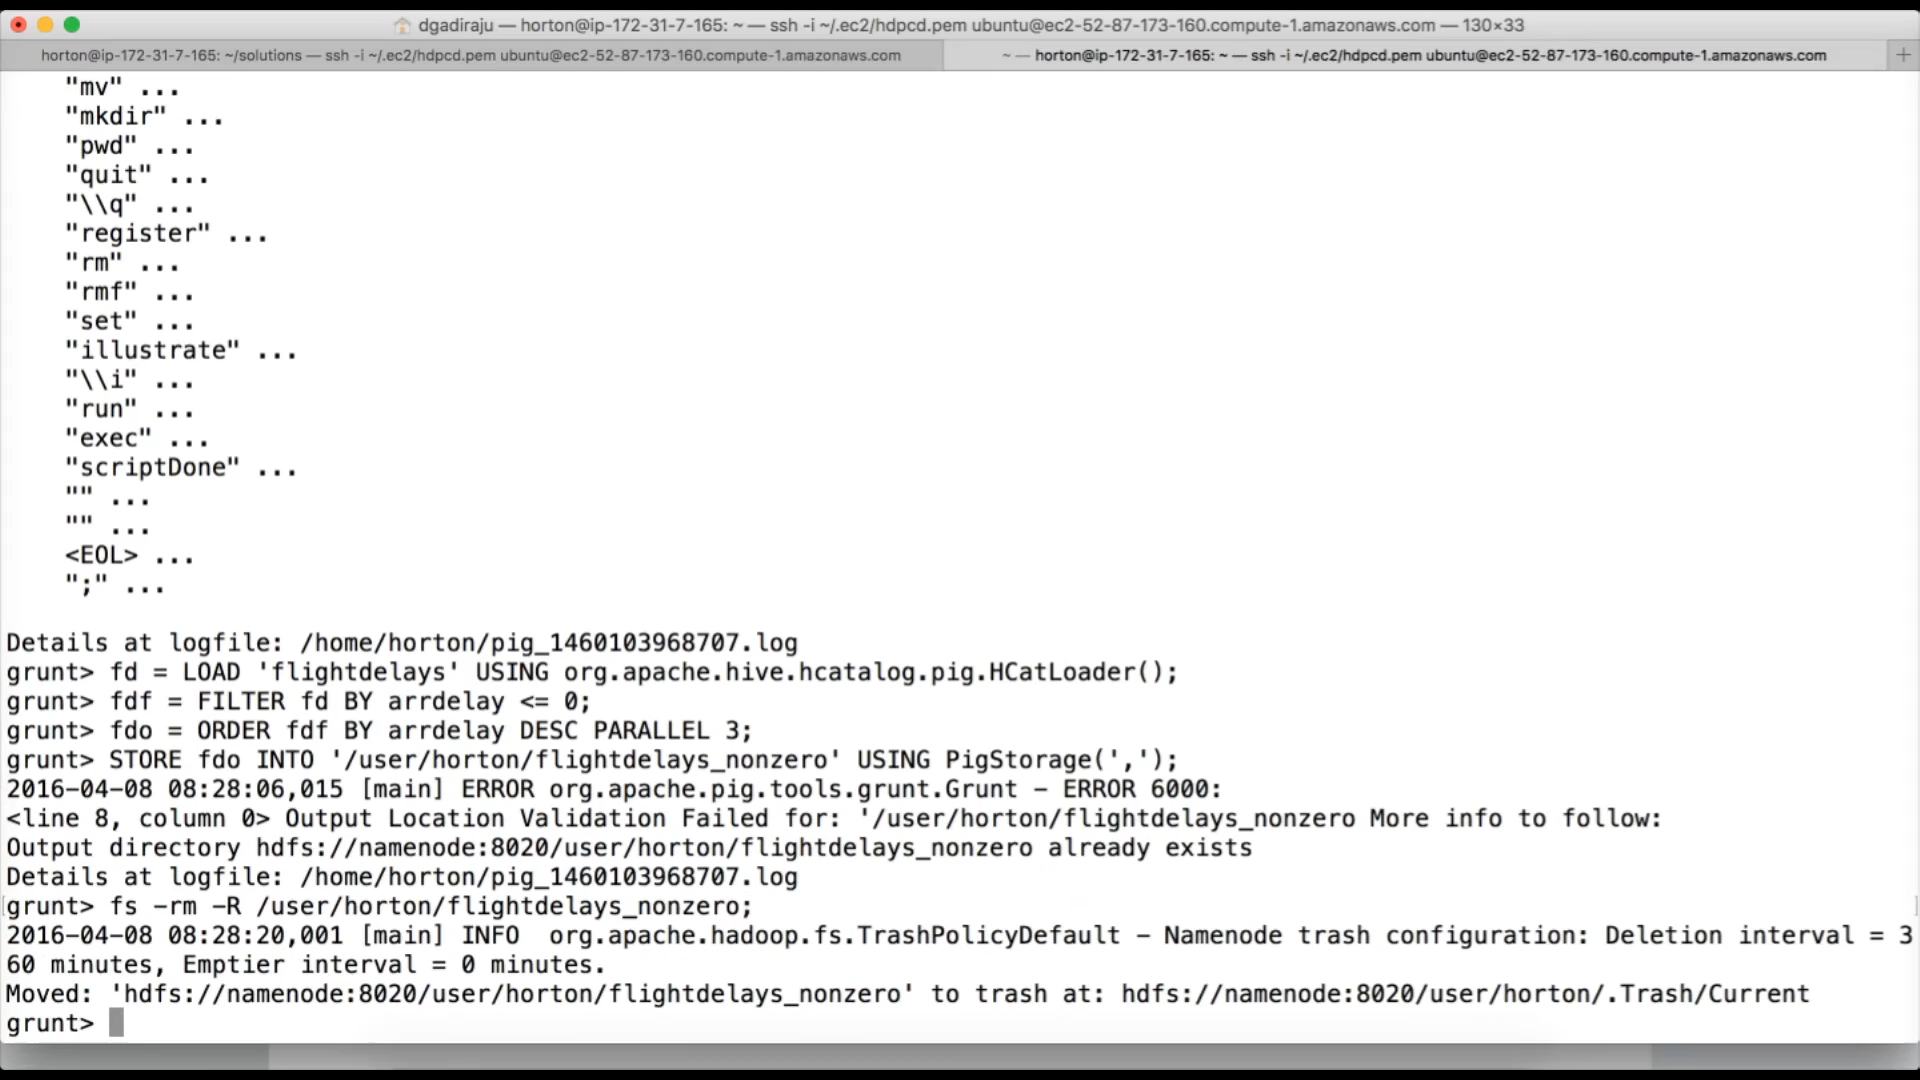 dgadiraju — horton@ip-172-31-7-165: ~ — ssh -i ~/.ec2/hdpcd.pem ubuntu@ec2-52-87-173-160.compute-1.amazonaws.com — 130×33
horton@ip-172-31-7-165: ~/solutions — ssh -i ~/.ec2/hdpcd.pem ubuntu@ec2-52-87-173-160.compute-1.amazonaws.com
~ — horton@ip-172-31-7-165: ~ — ssh -i ~/.ec2/hdpcd.pem ubuntu@ec2-52-87-173-160.compute-1.amazonaws.com
+
"mv" ...
"mkdir" ...
"pwd" ...
"quit" ...
"\\q" ...
"register" ...
"rm" ...
"rmf" ...
"set" ...
"illustrate" ...
"\\i" ...
"run" ...
"exec" ...
"scriptDone" ...
"" ...
"" ...
<EOL> ...
";" ...
Details at logfile: /home/horton/pig_1460103968707.log
grunt> fd = LOAD 'flightdelays' USING org.apache.hive.hcatalog.pig.HCatLoader();
grunt> fdf = FILTER fd BY arrdelay <= 0;
grunt> fdo = ORDER fdf BY arrdelay DESC PARALLEL 3;
grunt> STORE fdo INTO '/user/horton/flightdelays_nonzero' USING PigStorage(',');
2016-04-08 08:28:06,015 [main] ERROR org.apache.pig.tools.grunt.Grunt - ERROR 6000:
<line 8, column 0> Output Location Validation Failed for: '/user/horton/flightdelays_nonzero More info to follow:
Output directory hdfs://namenode:8020/user/horton/flightdelays_nonzero already exists
Details at logfile: /home/horton/pig_1460103968707.log
grunt> fs -rm -R /user/horton/flightdelays_nonzero;
2016-04-08 08:28:20,001 [main] INFO  org.apache.hadoop.fs.TrashPolicyDefault - Namenode trash configuration: Deletion interval = 3
60 minutes, Emptier interval = 0 minutes.
Moved: 'hdfs://namenode:8020/user/horton/flightdelays_nonzero' to trash at: hdfs://namenode:8020/user/horton/.Trash/Current
grunt>